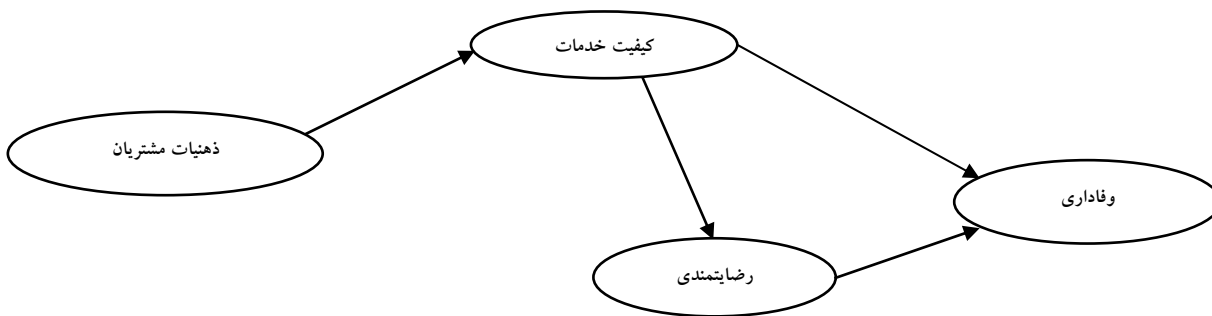 کیفیت خدمات
ذهنیات مشتریان
وفاداری
رضایتمندی